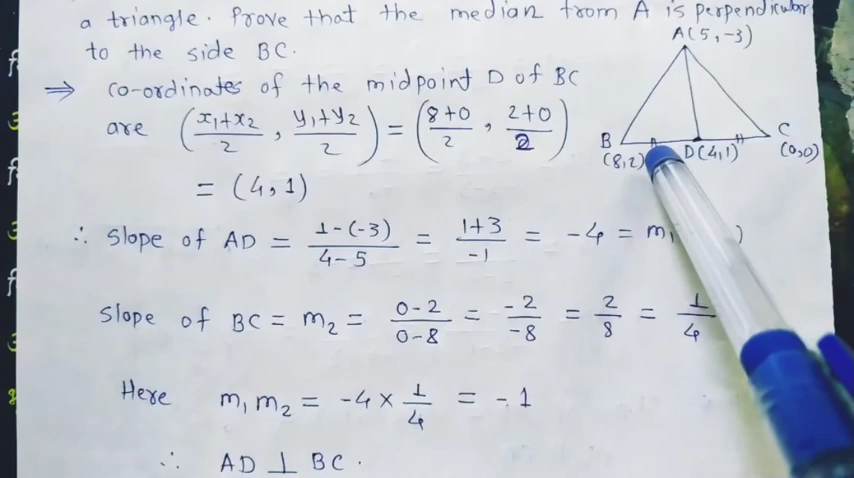 a triangle. Prove that the median from A is perpendicular
to the side BC.
⇒ Co-ordinates of the midpoint D of BC
are (x₁+x₂/2, y₁+y₂/2) = (8+0/2, 2+0/2)
= (4,1)
∴ Slope of AD = 1-(-3)/4-5 = 1+3/-1 = -4 = m₁
Slope of BC = m₂ = 0-2/0-8 = -2/-8 = 2/8 = 1/4
Here m₁m₂ = -4 × 1/4 = -1
∴ AD ⊥ BC.
A(5,-3)
B
(8,2)
D(4,1)
C
(0,0)